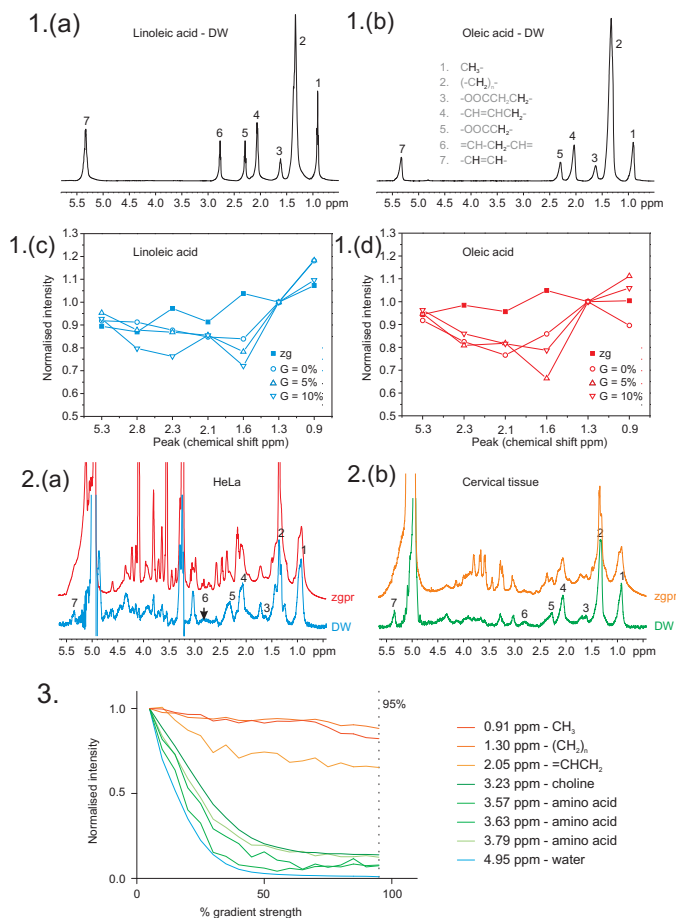 1.(a)
Linoleic acid - DW
2
1
7
4
6
5
3
5.5 5.0 4.5 4.0 3.5 3.0 2.5 2.0 1.5 1.0 ppm
1.(b)
Oleic acid - DW
2
1. CH₃-
2. (-CH₂)ₙ-
3. -OOCCH₂CH₂-
4. -CH=CHCH₂-
5. -OOCCH₂-
6. =CH-CH₂-CH=
7. -CH=CH-
7
5
4
3
1
5.5 5.0 4.5 4.0 3.5 3.0 2.5 2.0 1.5 1.0 ppm
1.(c)
Linoleic acid
Normalised intensity
1.3
1.2
1.1
1.0
0.9
0.8
0.7
0.6
0.5
zg
G = 0%
G = 5%
G = 10%
5.3 2.8 2.3 2.1 1.6 1.3 0.9
Peak (chemical shift ppm)
1.(d)
Oleic acid
Normalised intensity
1.3
1.2
1.1
1.0
0.9
0.8
0.7
0.6
0.5
zg
G = 0%
G = 5%
G = 10%
5.3 2.3 2.1 1.6 1.3 0.9
Peak (chemical shift ppm)
2.(a)
HeLa
2
1
7
6
5
4
3
zgpr
DW
5.5 5.0 4.5 4.0 3.5 3.0 2.5 2.0 1.5 1.0 ppm
2.(b)
Cervical tissue
2
1
7
6
5
4
3
zgpr
DW
5.5 5.0 4.5 4.0 3.5 3.0 2.5 2.0 1.5 1.0 ppm
3.
Normalised intensity
1.0
0.5
0.0
0 50 100
% gradient strength
95%
0.91 ppm - CH₃
1.30 ppm - (CH₂)ₙ
2.05 ppm - =CHCH₂
3.23 ppm - choline
3.57 ppm - amino acid
3.63 ppm - amino acid
3.79 ppm - amino acid
4.95 ppm - water